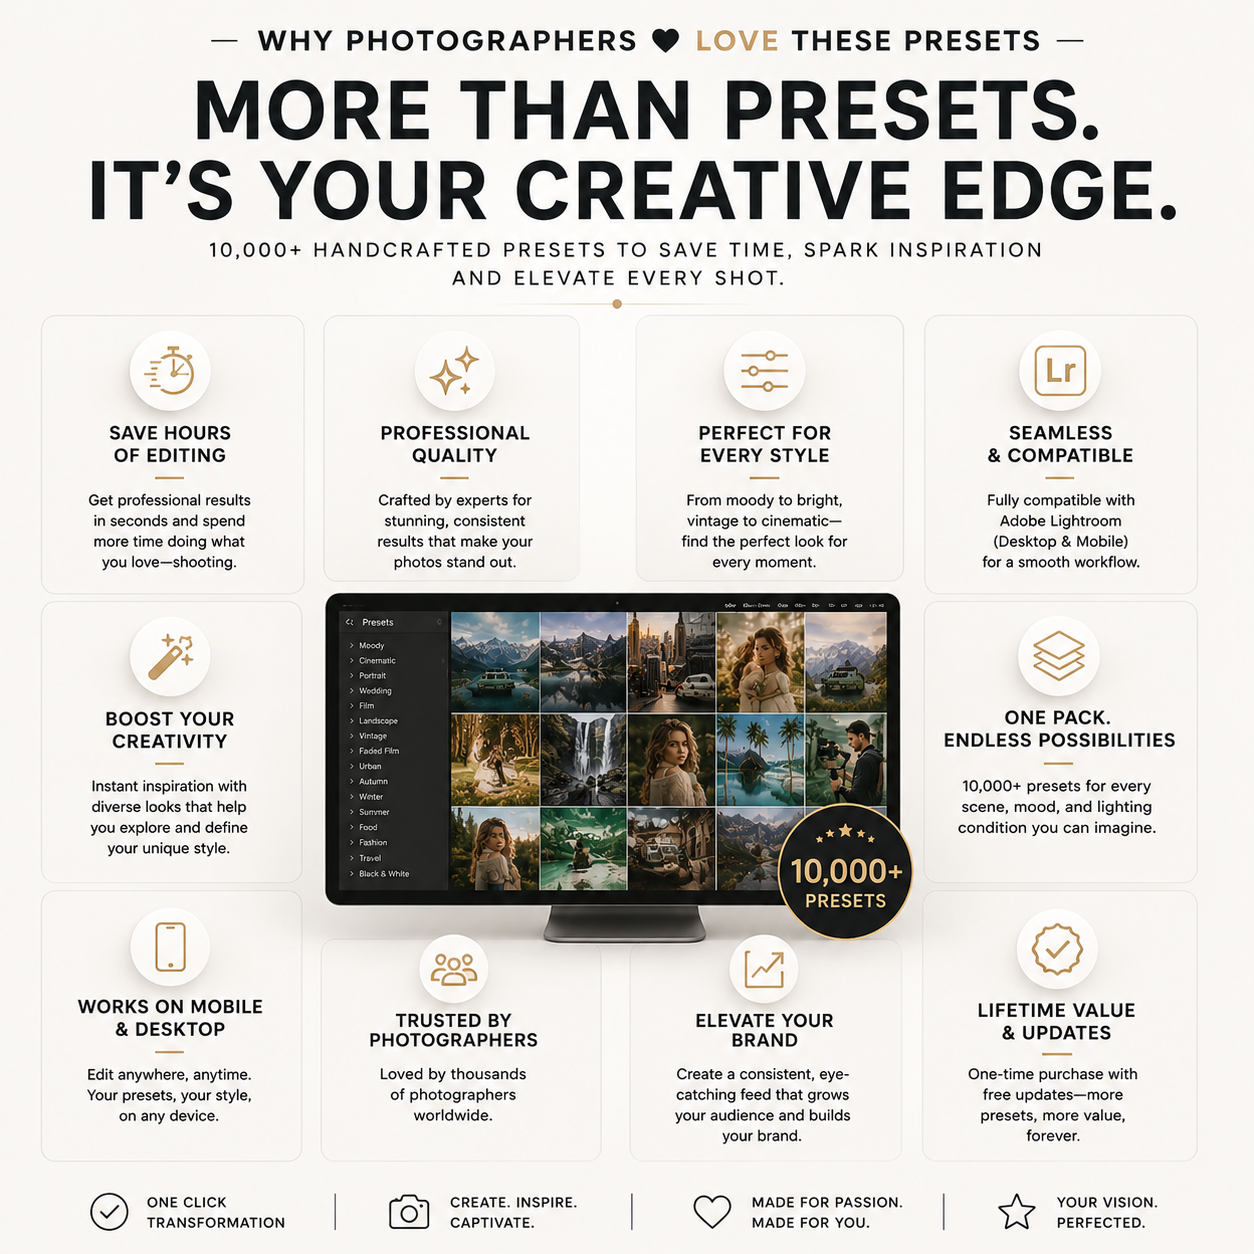 WHY PHOTOGRAPHERS LOVE THESE PRESETS
MORE THAN PRESETS.
IT'S YOUR CREATIVE EDGE.
10,000+ HANDCRAFTED PRESETS TO SAVE TIME, SPARK INSPIRATION
AND ELEVATE EVERY SHOT.
SAVE HOURS
OF EDITING
Get professional results
in seconds and spend
more time doing what
you love—shooting.
PROFESSIONAL
QUALITY
Crafted by experts for
stunning, consistent
results that make your
photos stand out.
PERFECT FOR
EVERY STYLE
From moody to bright,
vintage to cinematic—
find the perfect look for
every moment.
Lr
SEAMLESS
& COMPATIBLE
Fully compatible with
Adobe Lightroom
(Desktop & Mobile)
for a smooth workflow.
BOOST YOUR
CREATIVITY
Instant inspiration with
diverse looks that help
you explore and define
your unique style.
Presets
Moody
Cinematic
Portrait
Wedding
Film
Landscape
Vintage
Faded Film
Urban
Autumn
Winter
Summer
Food
Fashion
Travel
Black & White
10,000+
PRESETS
ONE PACK.
ENDLESS POSSIBILITIES
10,000+ presets for every
scene, mood, and lighting
condition you can imagine.
WORKS ON MOBILE
& DESKTOP
Edit anywhere, anytime.
Your presets, your style,
on any device.
TRUSTED BY
PHOTOGRAPHERS
Loved by thousands
of photographers
worldwide.
ELEVATE YOUR
BRAND
Create a consistent, eye-
catching feed that grows
your audience and builds
your brand.
LIFETIME VALUE
& UPDATES
One-time purchase with
free updates—more
presets, more value,
forever.
ONE CLICK
TRANSFORMATION
CREATE. INSPIRE.
CAPTIVATE.
MADE FOR PASSION.
MADE FOR YOU.
YOUR VISION.
PERFECTED.